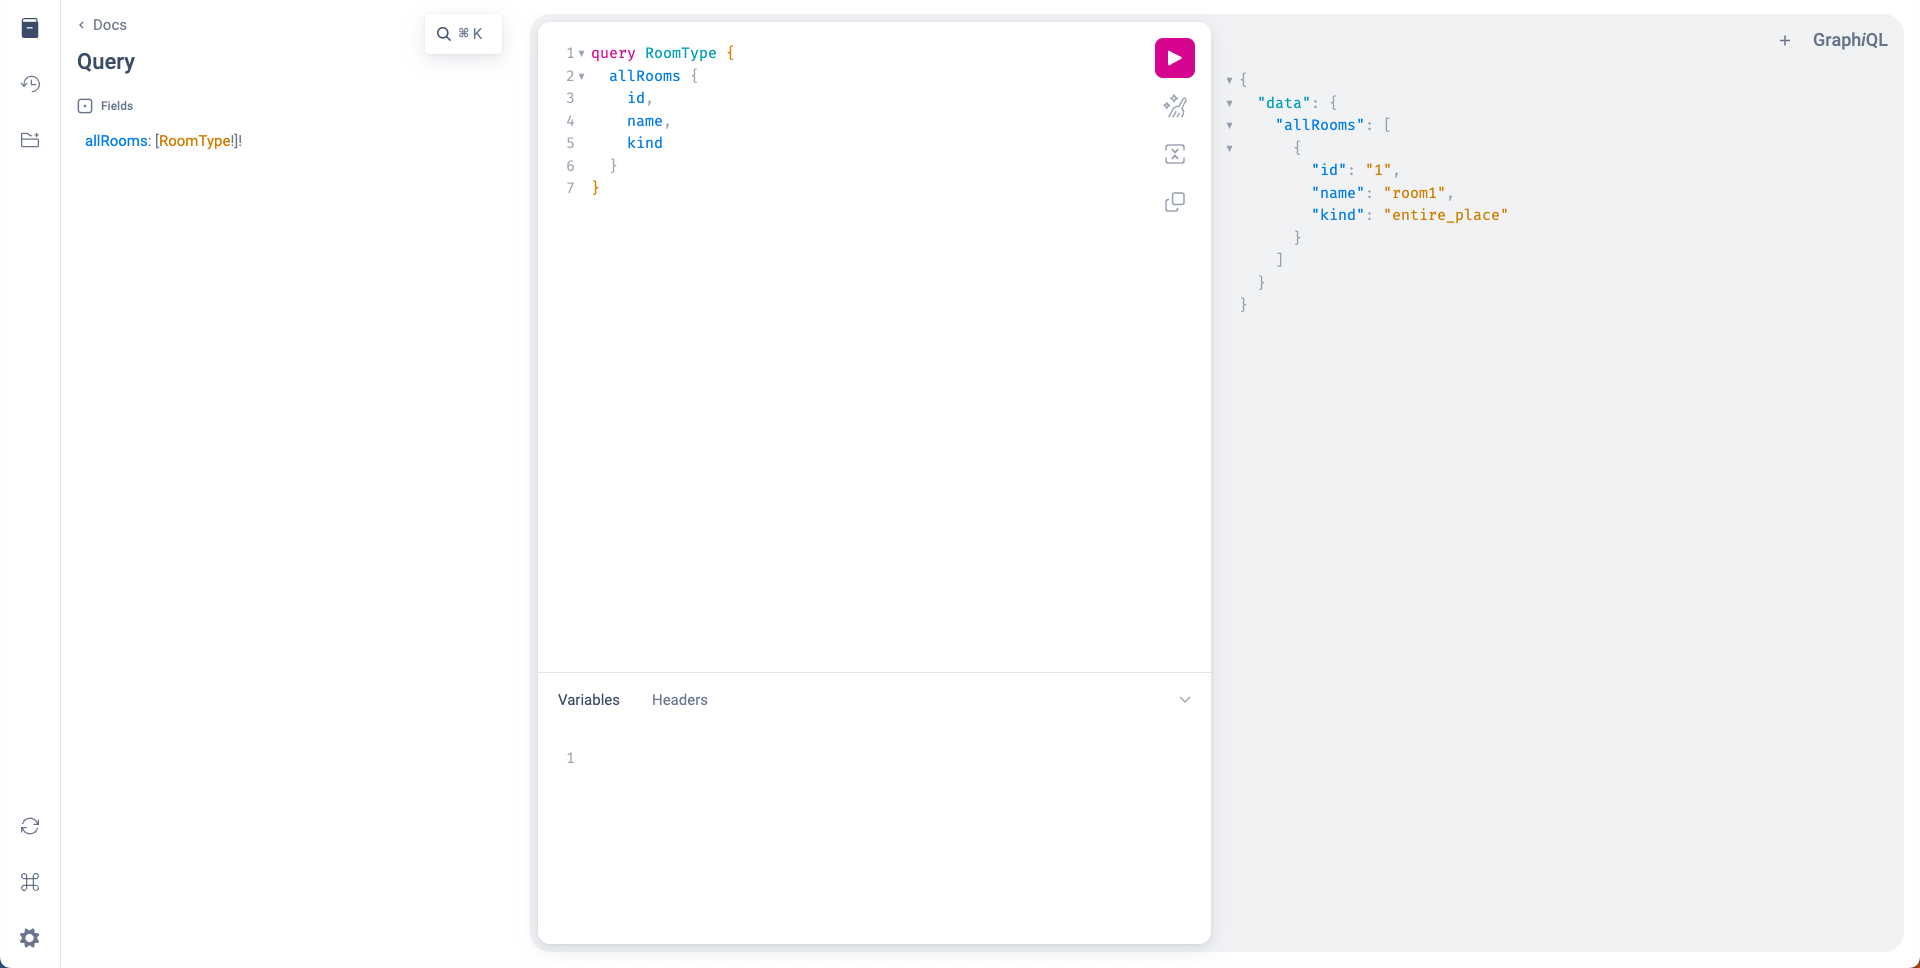 Docs
Query
Fields
allRooms: [RoomType!]!
⌘ K
1 query RoomType {
2 allRooms {
3 id,
4 name,
5 kind
6 }
7 }
Variables Headers
1
+ GraphiQL
{
"data": {
"allRooms": [
{
"id": "1",
"name": "room1",
"kind": "entire_place"
}
]
}
}